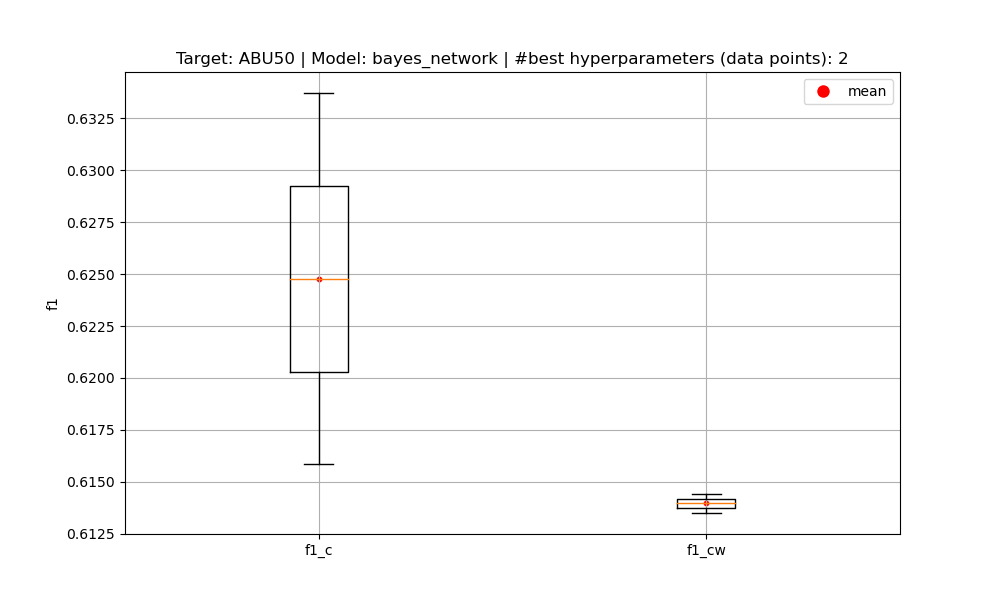 Target: ABU50 | Model: bayes_network | #best hyperparameters (data points): 2
mean
0.6325
0.6300
0.6275
0.6250
0.6225
0.6200
0.6175
0.6150
0.6125
f1
f1_c
f1_cw